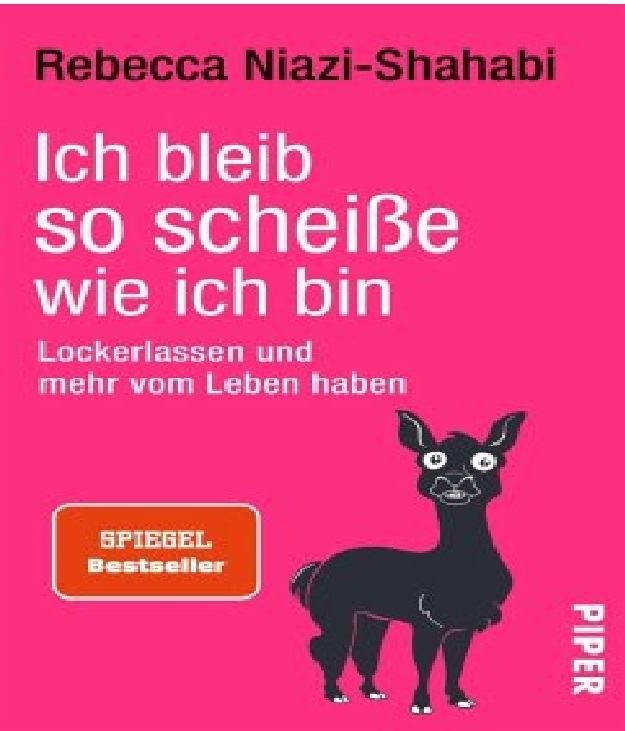 Rebecca Niazi-Shahabi
Ich bleib
so scheiße
wie ich bin
Lockerlassen und
mehr vom Leben haben
SPIEGEL
Bestseller
PIPER